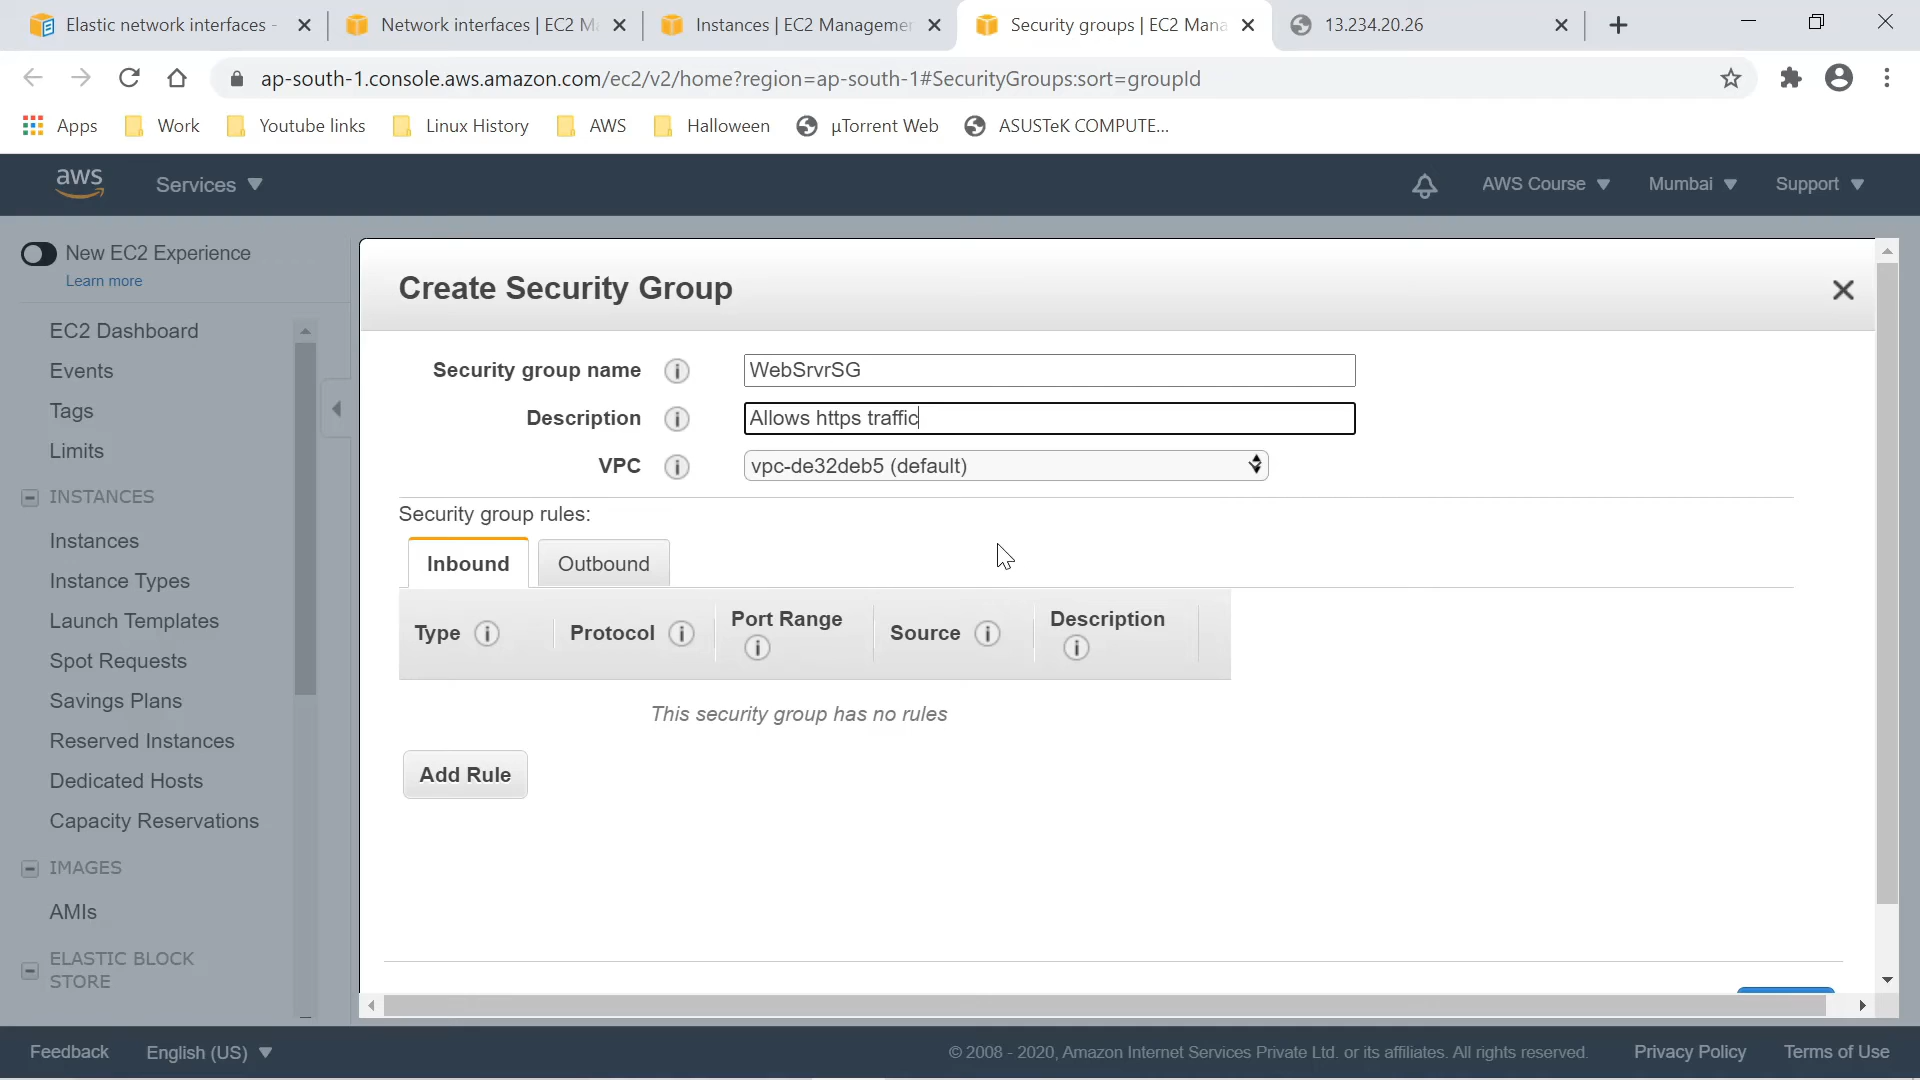 Elastic network interfaces -
Network interfaces | EC2 Ma
Instances | EC2 Managemen
Security groups | EC2 Mana
13.234.20.26
ap-south-1.console.aws.amazon.com/ec2/v2/home?region=ap-south-1#SecurityGroups:sort=groupId
Apps Work Youtube links Linux History AWS Halloween µTorrent Web ASUSTeK COMPUTE...
aws Services AWS Course Mumbai Support
New EC2 Experience
Learn more
EC2 Dashboard
Events
Tags
Limits
INSTANCES
Instances
Instance Types
Launch Templates
Spot Requests
Savings Plans
Reserved Instances
Dedicated Hosts
Capacity Reservations
IMAGES
AMIs
ELASTIC BLOCK
STORE
Create Security Group
Security group name i WebSrvrSG
Description i Allows https traffic
VPC i vpc-de32deb5 (default)
Security group rules:
Inbound Outbound
Type i Protocol i Port Range i Source i Description i
This security group has no rules
Add Rule
Feedback English (US) © 2008 - 2020, Amazon Internet Services Private Ltd. or its affiliates. All rights reserved. Privacy Policy Terms of Use